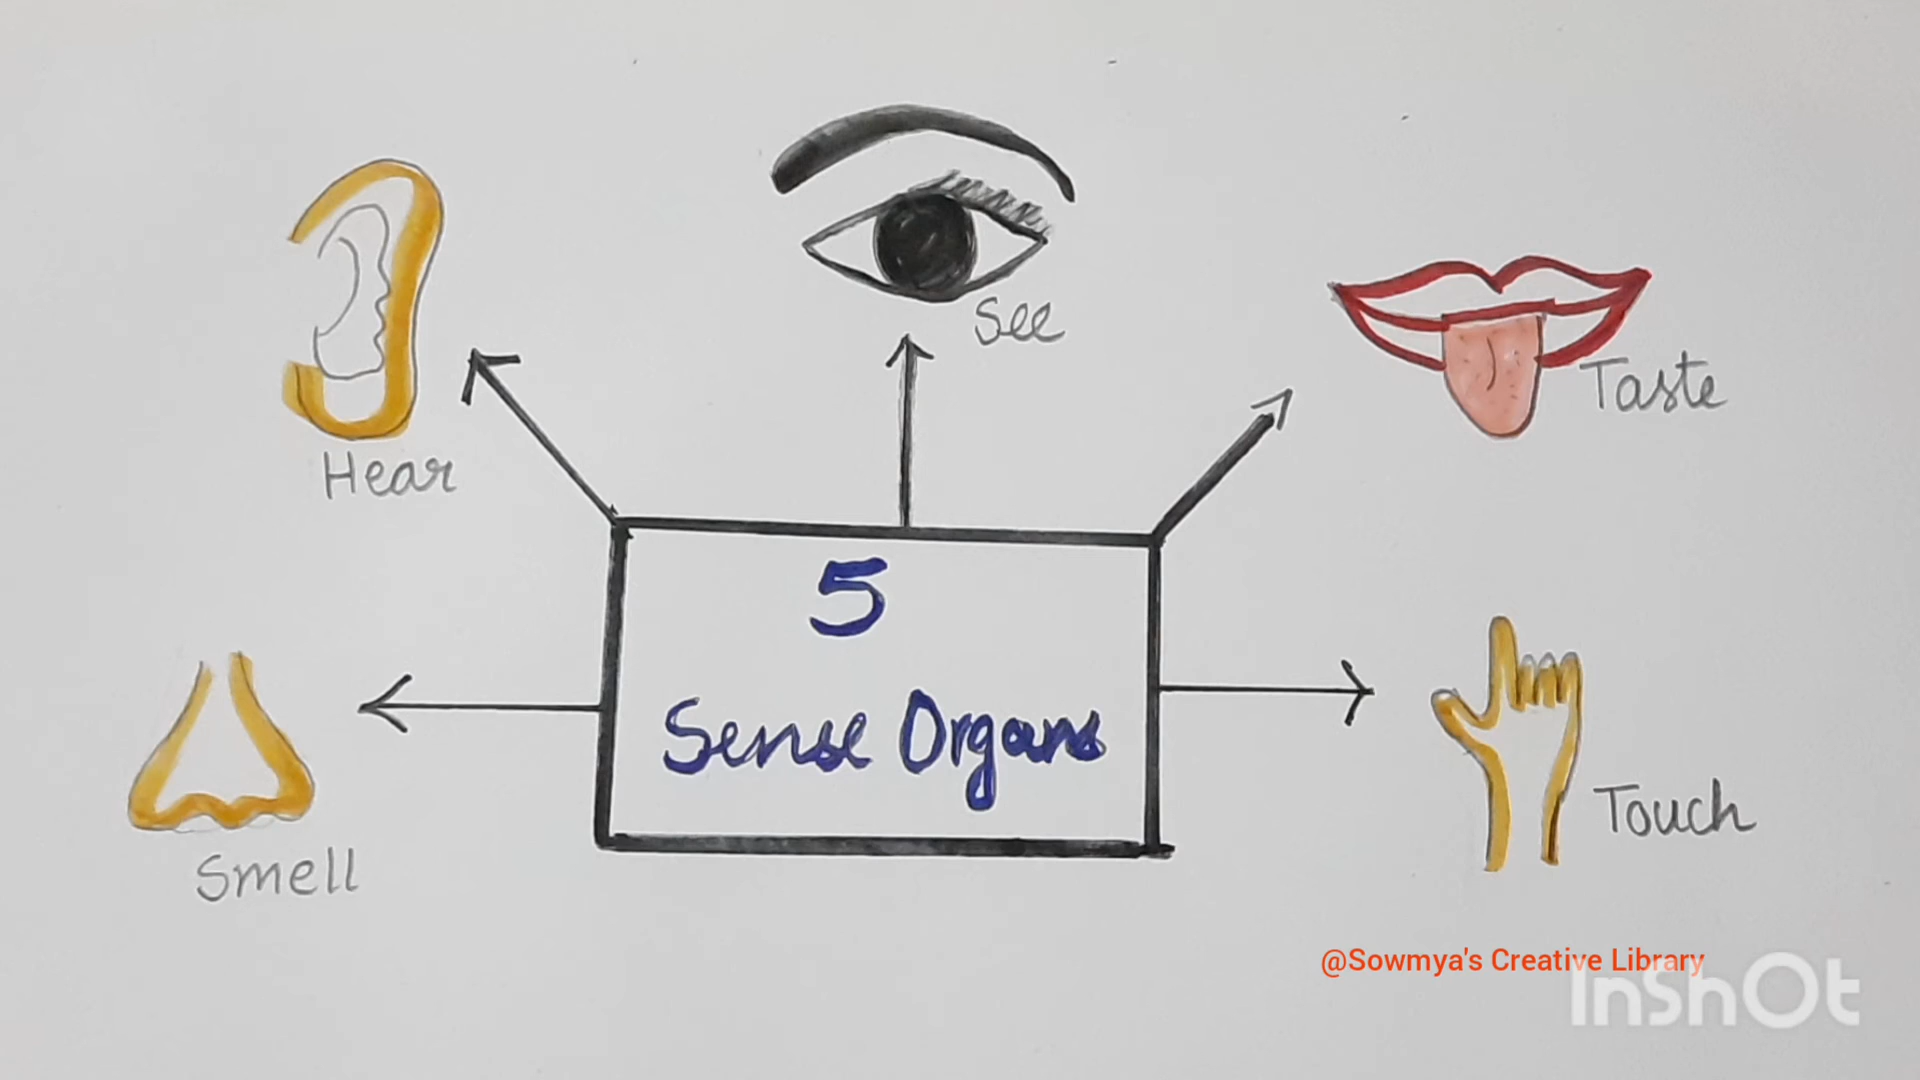 See
Taste
Hear
5
Sense Organs
Touch
Smell
@Sowmya's Creative Library
InShOt